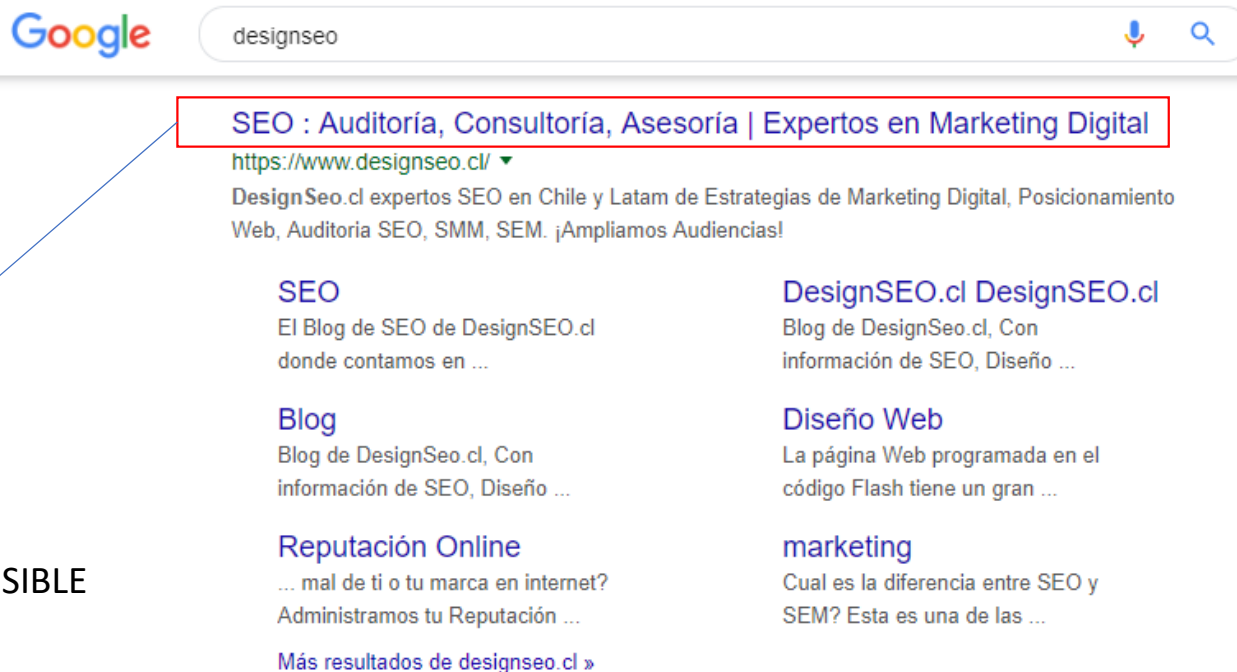 Google
designseo
SEO : Auditoría, Consultoría, Asesoría | Expertos en Marketing Digital
https://www.designseo.cl/
DesignSeo.cl expertos SEO en Chile y Latam de Estrategias de Marketing Digital, Posicionamiento
Web, Auditoria SEO, SMM, SEM. ¡Ampliamos Audiencias!
SEO
El Blog de SEO de DesignSEO.cl
donde contamos en ...
DesignSEO.cl DesignSEO.cl
Blog de DesignSeo.cl, Con
información de SEO, Diseño ...
Blog
Blog de DesignSeo.cl, Con
información de SEO, Diseño ...
Diseño Web
La página Web programada en el
código Flash tiene un gran ...
Reputación Online
... mal de ti o tu marca en internet?
Administramos tu Reputación ...
marketing
Cual es la diferencia entre SEO y
SEM? Esta es una de las ...
Más resultados de designseo.cl »
SIBLE